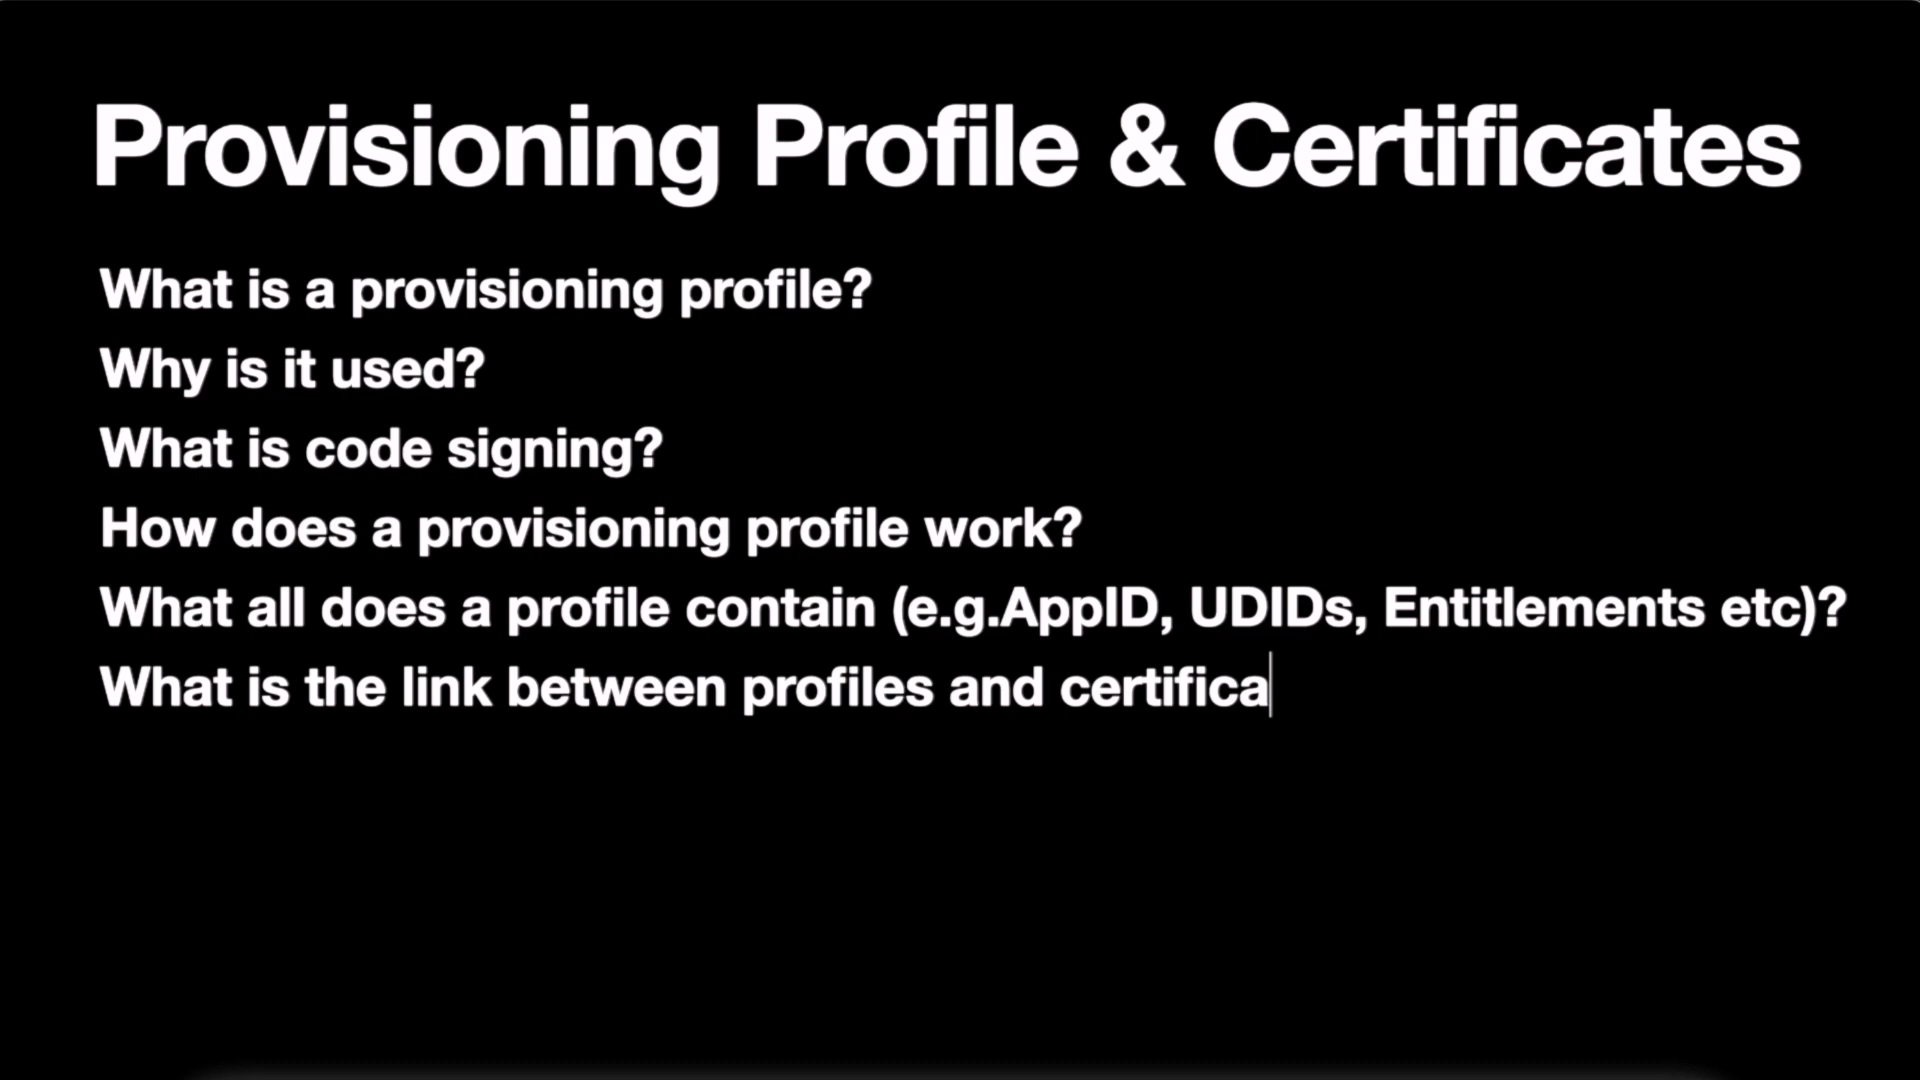 Provisioning Profile & Certificates
What is a provisioning profile?
Why is it used?
What is code signing?
How does a provisioning profile work?
What all does a profile contain (e.g.AppID, UDIDs, Entitlements etc)?
What is the link between profiles and certifica